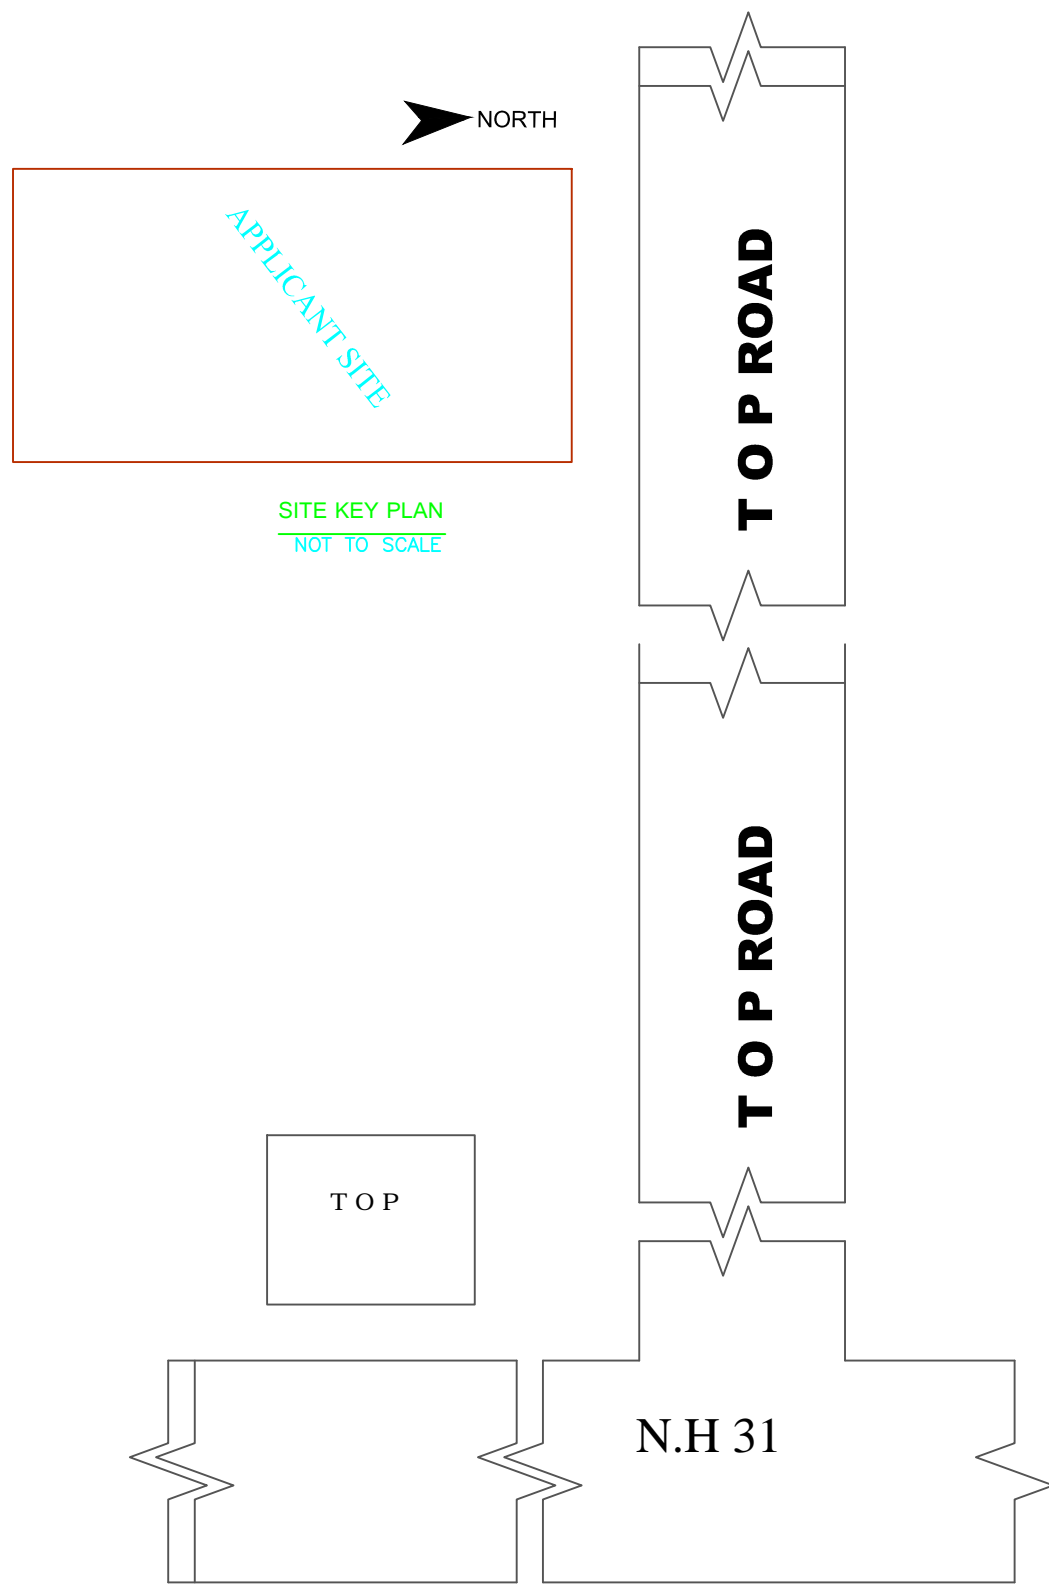 NORTH
APPLICANT SITE
T O P ROAD
SITE KEY PLAN
NOT TO SCALE
T O P ROAD
T O P
N.H 31